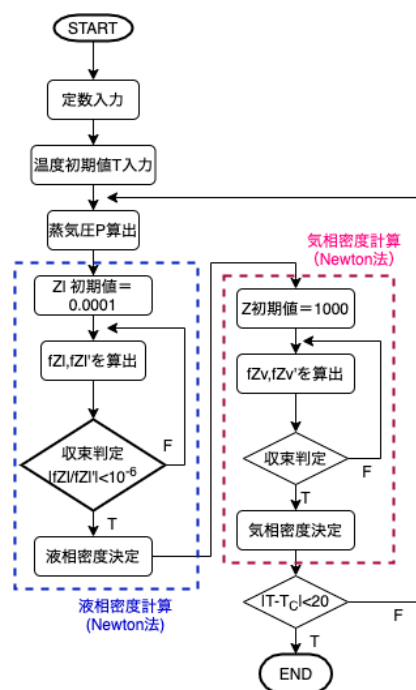 START
定数入力
温度初期値T入力
蒸気圧P算出
Zl 初期値＝
0.0001
fZl,fZl'を算出
収束判定
|fZl/fZl'|<10⁻⁶
F
T
液相密度決定
液相密度計算
(Newton法)
気相密度計算
（Newton法）
Z初期値＝1000
fZv,fZv'を算出
収束判定
F
T
気相密度決定
|T-T_C|<20
F
T
END